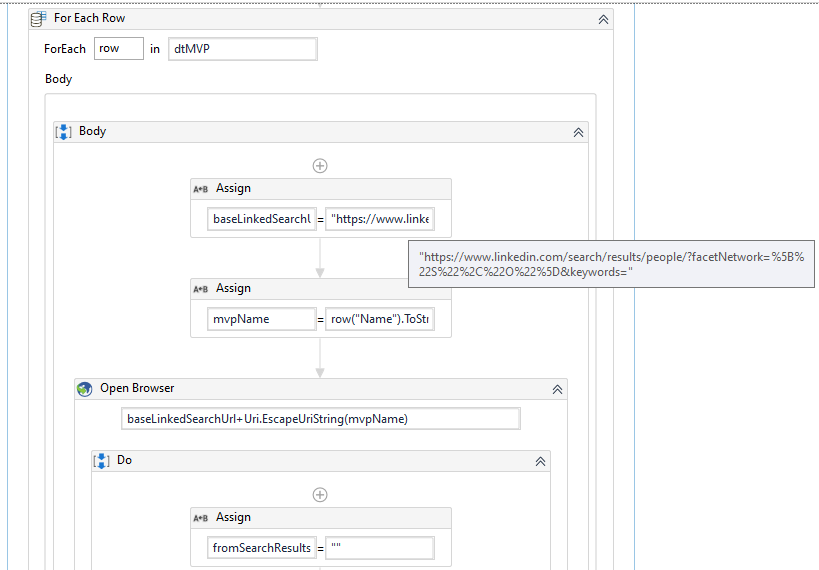 For Each Row
ForEach row in dtMVP
Body
Body
A+B Assign
baseLinkedSearchU = "https://www.linke
"https://www.linkedin.com/search/results/people/?facetNetwork=%5B%
22S%22%2C%22O%22%5D&keywords="
A+B Assign
mvpName = row("Name").ToStr
Open Browser
baseLinkedSearchUrl+Uri.EscapeUriString(mvpName)
Do
A+B Assign
fromSearchResults = ""